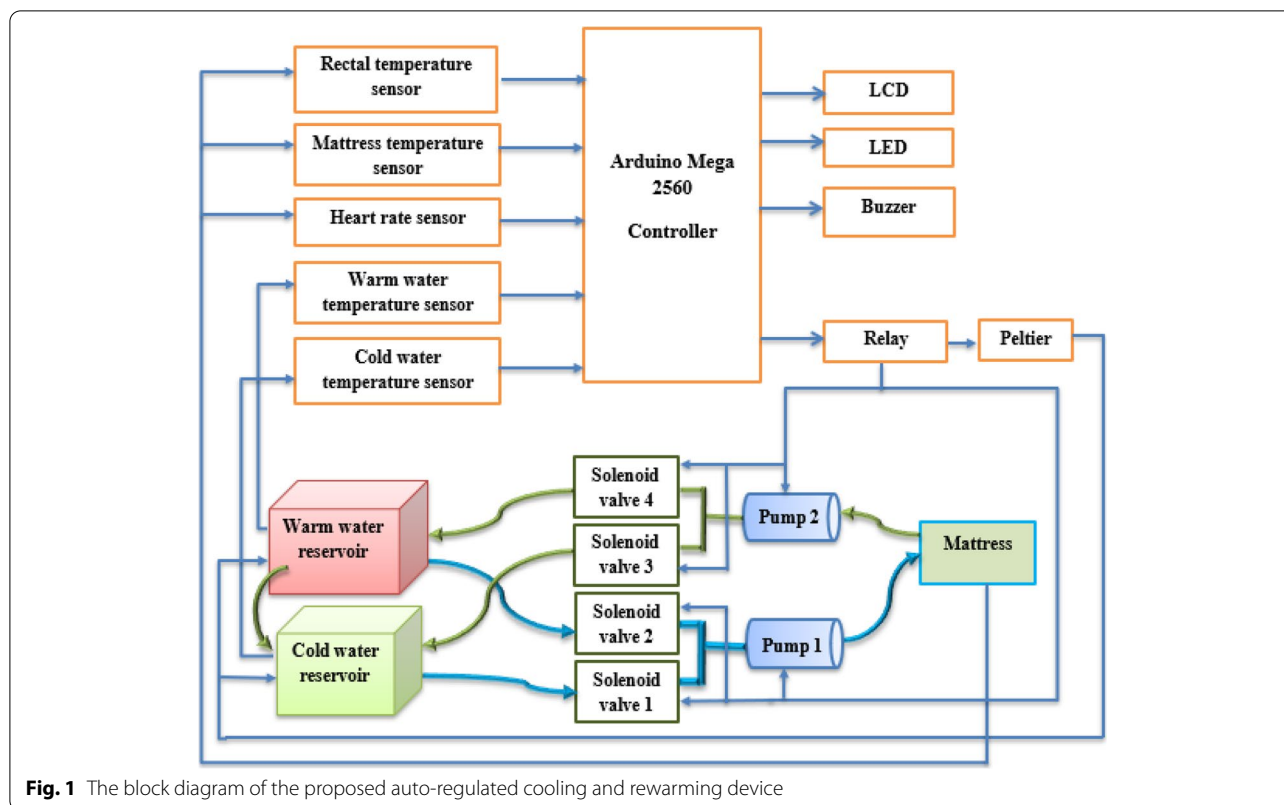 Rectal temperature
sensor
Mattress temperature
sensor
Heart rate sensor
Warm water
temperature sensor
Cold water
temperature sensor
Arduino Mega
2560
Controller
LCD
LED
Buzzer
Relay
Peltier
Solenoid
valve 4
Solenoid
valve 3
Solenoid
valve 2
Solenoid
valve 1
Pump 2
Pump 1
Mattress
Warm water
reservoir
Cold water
reservoir
Fig. 1 The block diagram of the proposed auto-regulated cooling and rewarming device